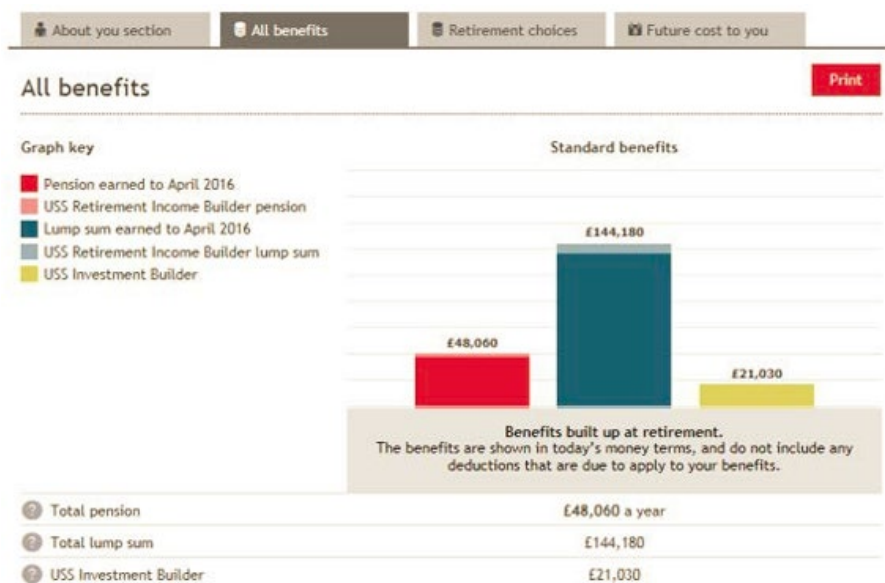 About you section
All benefits
Retirement choices
Future cost to you
All benefits
Print
Graph key
Standard benefits
Pension earned to April 2016
USS Retirement Income Builder pension
Lump sum earned to April 2016
USS Retirement Income Builder lump sum
USS Investment Builder
£144,180
£48,060
£21,030
Benefits built up at retirement.
The benefits are shown in today's money terms, and do not include any
deductions that are due to apply to your benefits.
? Total pension £48,060 a year
? Total lump sum £144,180
? USS Investment Builder £21,030